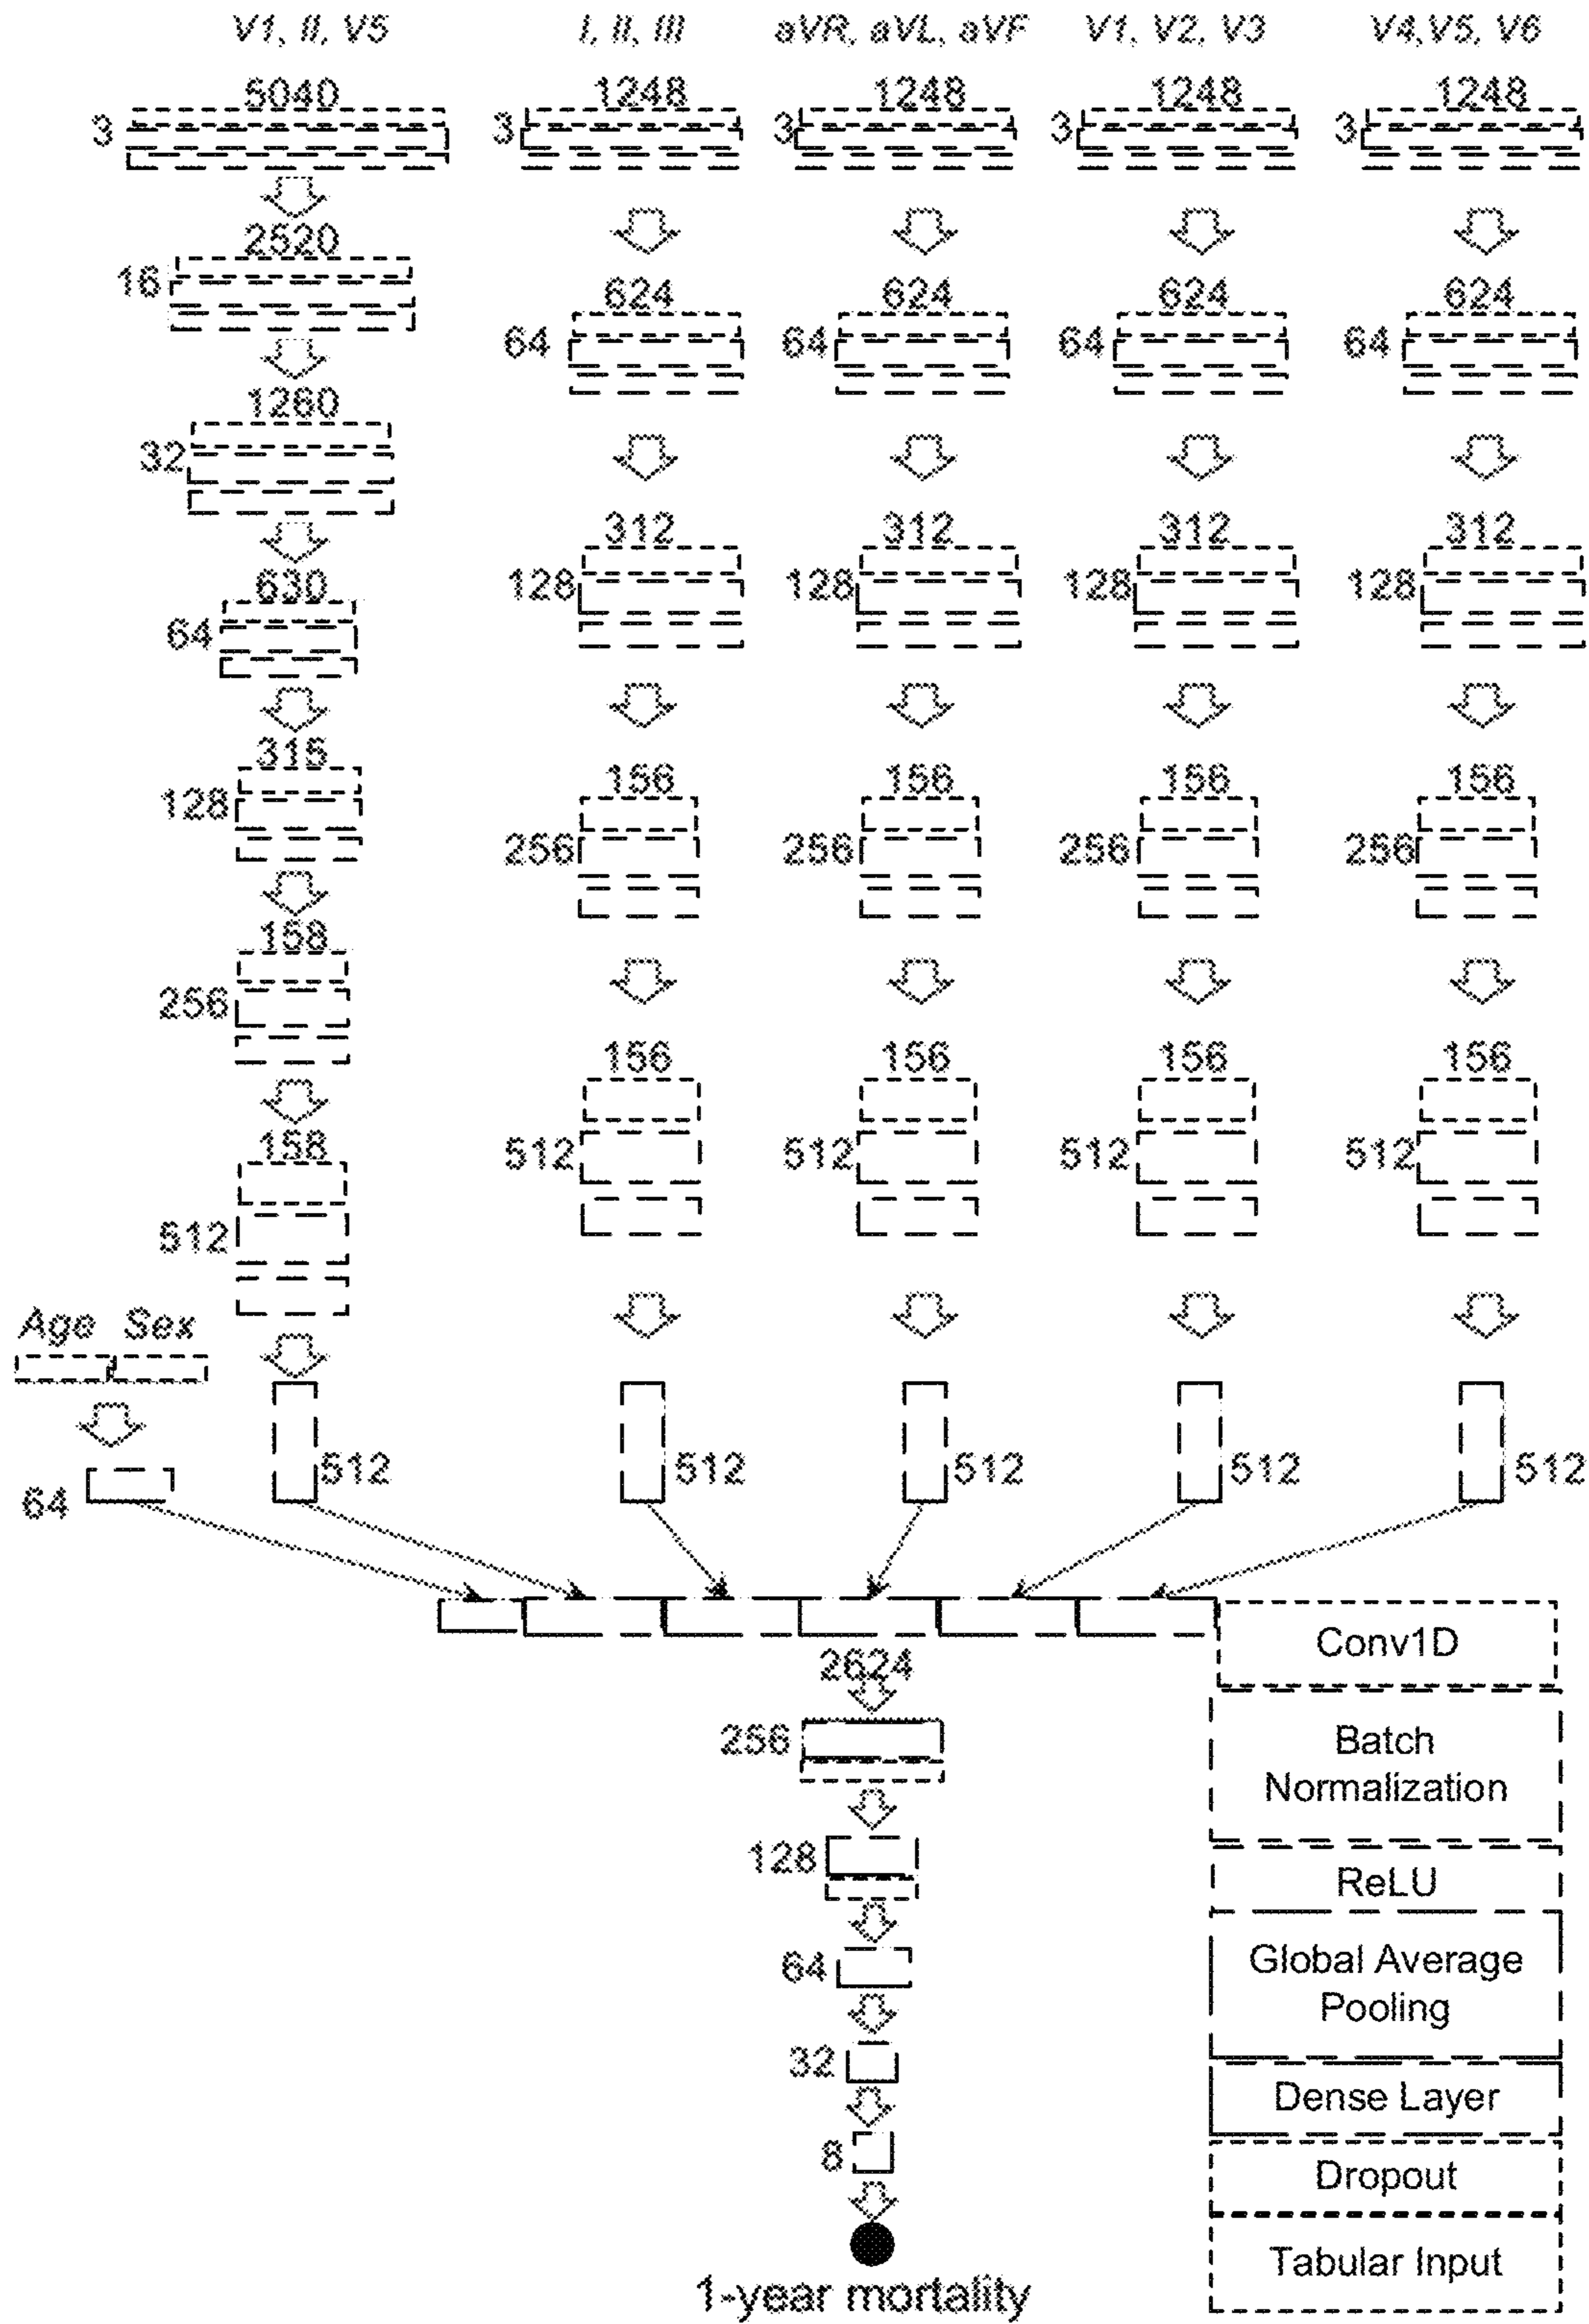 V1, II, V5 I, II, III aVR, aVL, aVF V1, V2, V3 V4,V5, V6
5040 1248 1248 1248 1248
3 3 3 3 3
2520
16
624 624 624 624
64 64 64 64
1260
32
312 312 312 312
128 128 128 128
630
64
315
128
156 156 156 156
256 256 256 256
158
256
156 156 156 156
512 512 512 512
158
512
Age Sex
512 512 512 512 512
64
Conv1D
2624
256
Batch
Normalization
128
ReLU
64
Global Average
Pooling
32
Dense Layer
8
Dropout
Tabular Input
1-year mortality